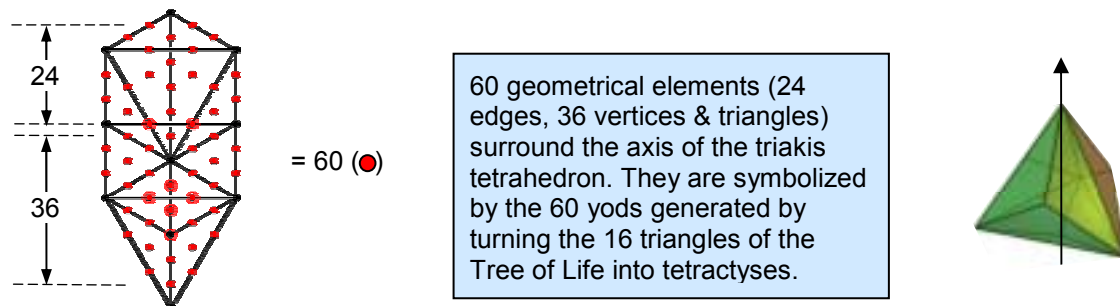 24
36
= 60 ( )
60 geometrical elements (24
edges, 36 vertices & triangles)
surround the axis of the triakis
tetrahedron. They are symbolized
by the 60 yods generated by
turning the 16 triangles of the
Tree of Life into tetractyses.